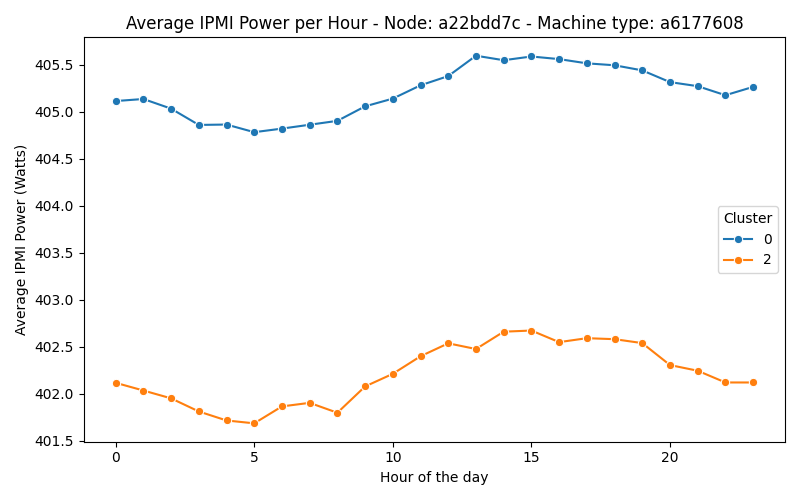 Average IPMI Power per Hour - Node: a22bdd7c - Machine type: a6177608
Average IPMI Power (Watts)
405.5
405.0
404.5
404.0
403.5
403.0
402.5
402.0
401.5
Cluster
0
2
0 5 10 15 20
Hour of the day